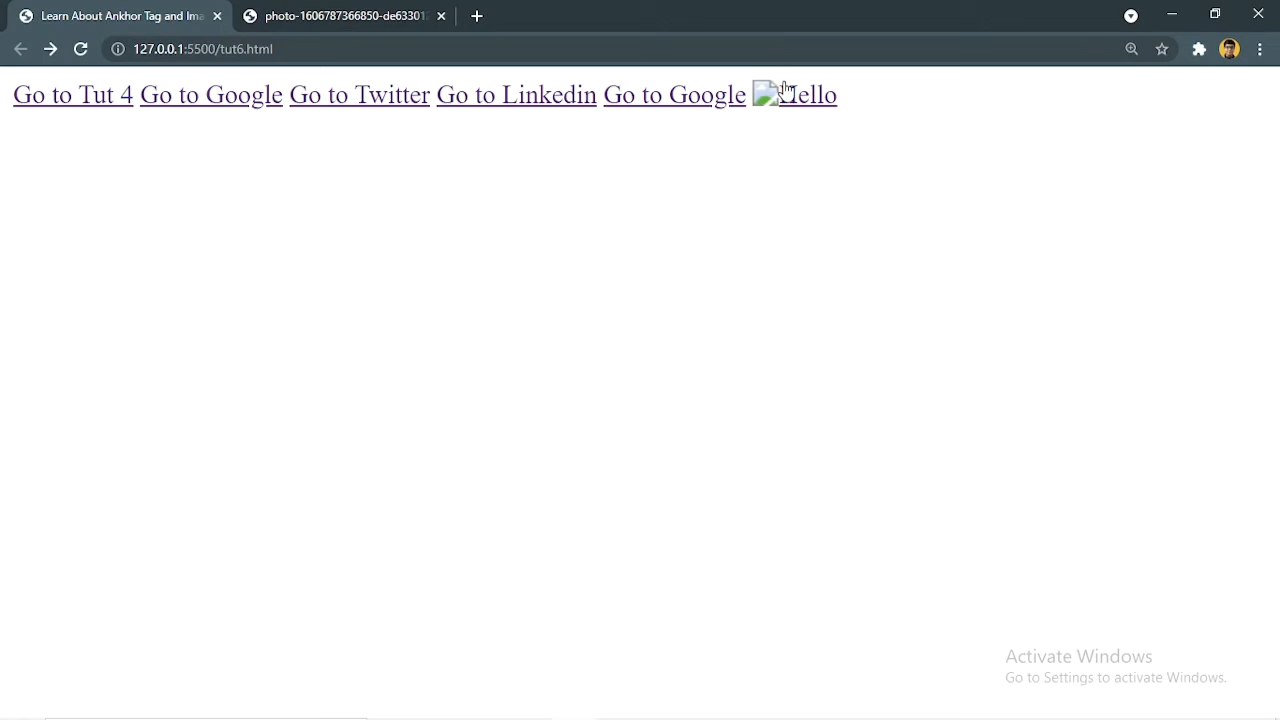 Learn About Ankhor Tag and Ima
photo-1606787366850-de63301
127.0.0.1:5500/tut6.html
Go to Tut 4 Go to Google Go to Twitter Go to Linkedin Go to Google Hello
Activate Windows
Go to Settings to activate Windows.